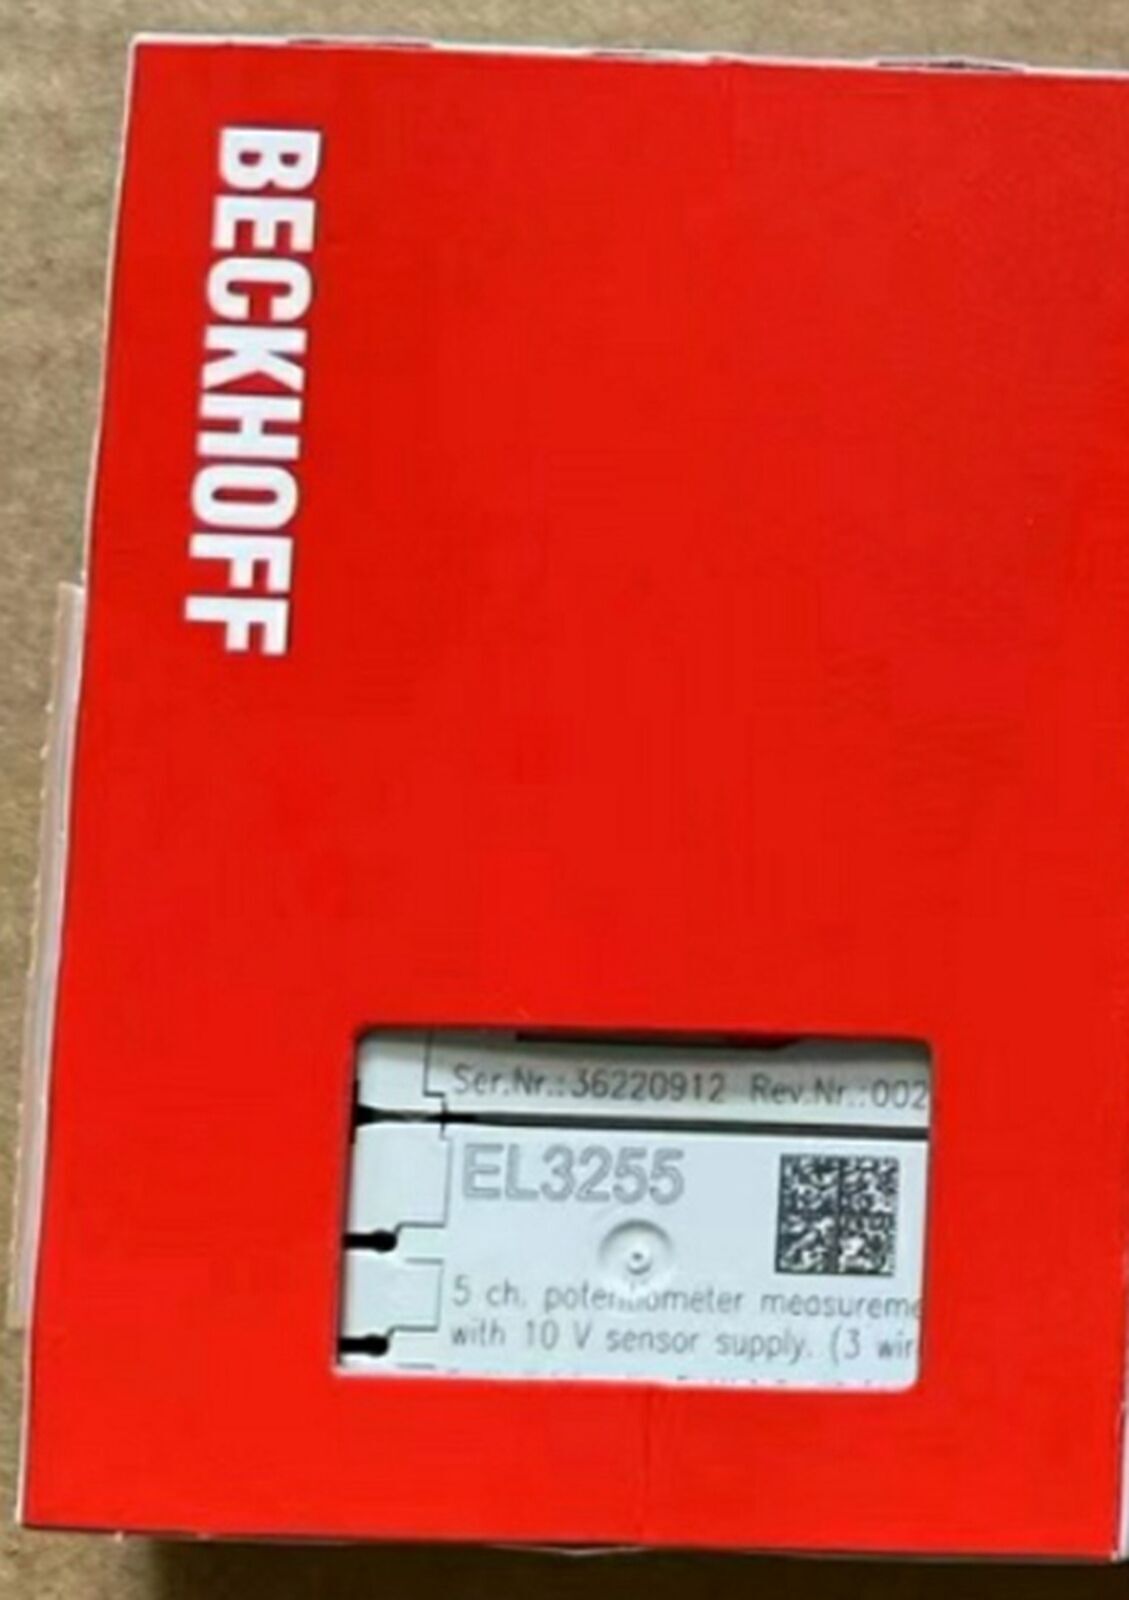 BECKHOFF
Ser.Nr.: 36220912 Rev.Nr.:002
EL3255
5 ch. potentiometer measureme
with 10 V sensor supply. (3 wir